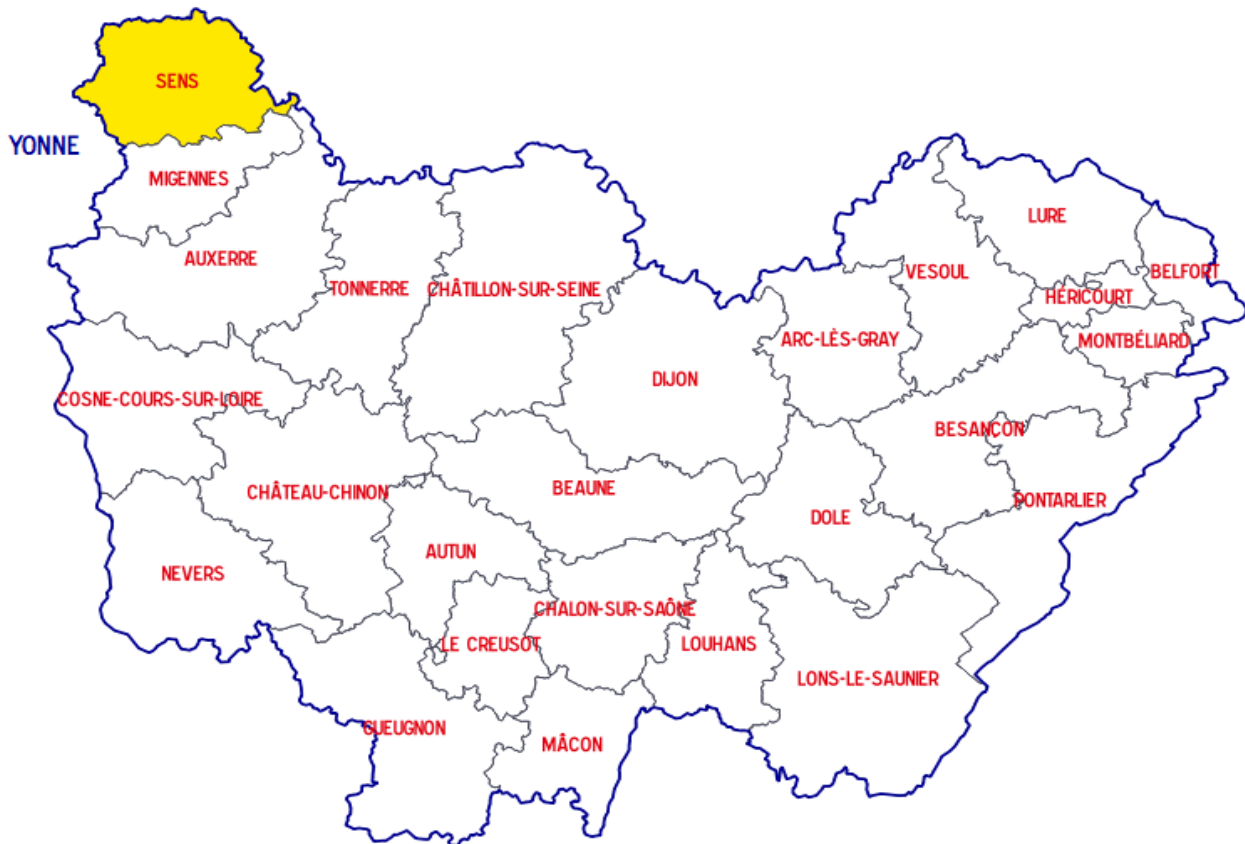 SENS
YONNE
MIGENNES
LURE
AUXERRE
VESOUL
BELFORT
TONNERRE
CHÂTILLON-SUR-SEINE
HÉRICOURT
ARC-LÈS-GRAY
MONTBÉLIARD
DIJON
COSNE-COURS-SUR-LOIRE
BESANÇON
CHÂTEAU-CHINON
BEAUNE
PONTARLIER
DOLE
AUTUN
NEVERS
CHALON-SUR-SAÔNE
LE CREUSOT
LOUHANS
LONS-LE-SAUNIER
GUEUGNON
MÂCON